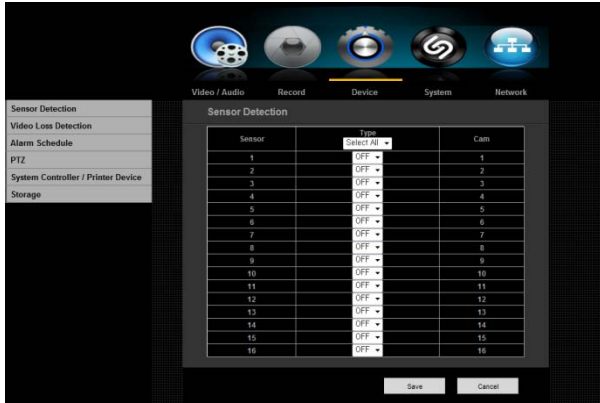 Video / Audio Record Device System Network
Sensor Detection
Video Loss Detection
Alarm Schedule
PTZ
System Controller / Printer Device
Storage
Sensor Detection
Sensor Type Cam
Select All
1 OFF 1
2 OFF 2
3 OFF 3
4 OFF 4
5 OFF 5
6 OFF 6
7 OFF 7
8 OFF 8
9 OFF 9
10 OFF 10
11 OFF 11
12 OFF 12
13 OFF 13
14 OFF 14
15 OFF 15
16 OFF 16
Save Cancel